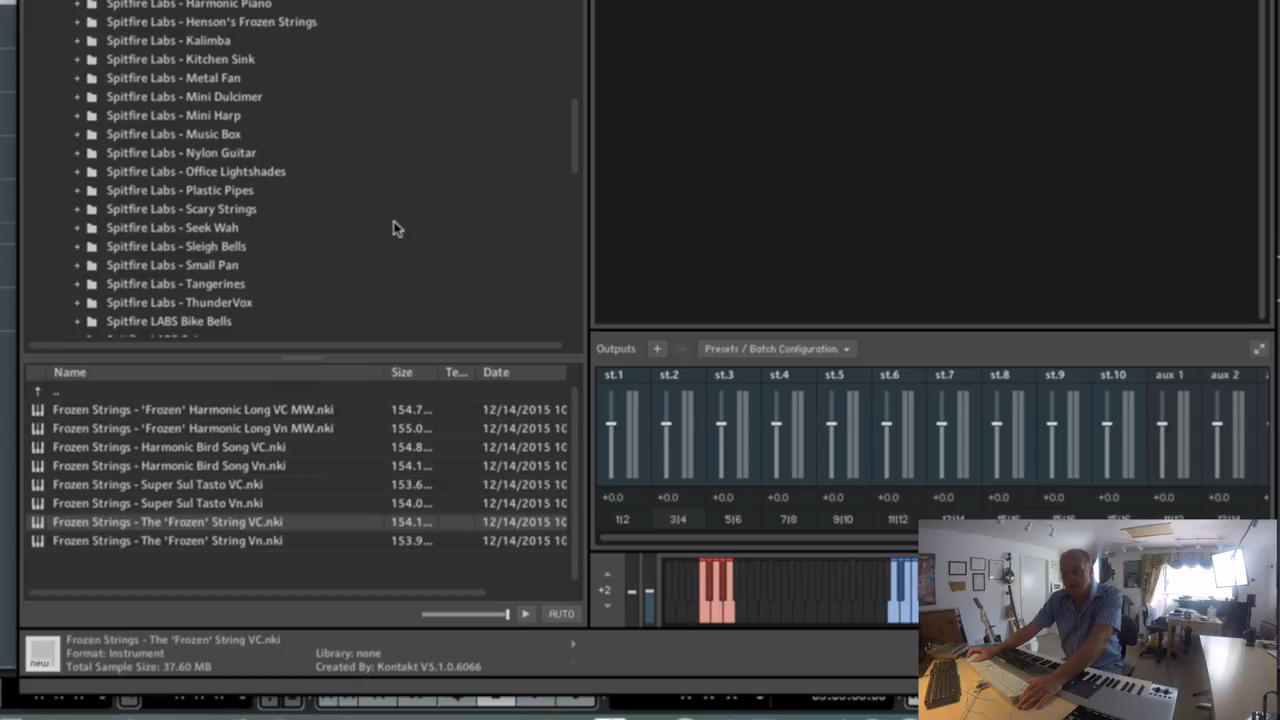 Spitfire Labs - Harmonic Piano
Spitfire Labs - Henson's Frozen Strings
Spitfire Labs - Kalimba
Spitfire Labs - Kitchen Sink
Spitfire Labs - Metal Fan
Spitfire Labs - Mini Dulcimer
Spitfire Labs - Mini Harp
Spitfire Labs - Music Box
Spitfire Labs - Nylon Guitar
Spitfire Labs - Office Lightshades
Spitfire Labs - Plastic Pipes
Spitfire Labs - Scary Strings
Spitfire Labs - Seek Wah
Spitfire Labs - Sleigh Bells
Spitfire Labs - Small Pan
Spitfire Labs - Tangerines
Spitfire Labs - ThunderVox
Spitfire LABS Bike Bells
Name Size Te... Date
..
Frozen Strings - 'Frozen' Harmonic Long VC MW.nki 154.7... 12/14/2015 10
Frozen Strings - 'Frozen' Harmonic Long Vn MW.nki 155.0... 12/14/2015 10
Frozen Strings - Harmonic Bird Song VC.nki 154.8... 12/14/2015 10
Frozen Strings - Harmonic Bird Song Vn.nki 154.1... 12/14/2015 10
Frozen Strings - Super Sul Tasto VC.nki 153.6... 12/14/2015 10
Frozen Strings - Super Sul Tasto Vn.nki 154.0... 12/14/2015 10
Frozen Strings - The 'Frozen' String VC.nki 154.1... 12/14/2015 10
Frozen Strings - The 'Frozen' String Vn.nki 153.9... 12/14/2015 10
AUTO
new
Frozen Strings - The 'Frozen' String VC.nki
Format: Instrument Library: none
Total Sample Size: 37.60 MB Created By: Kontakt V5.1.0.6066
Outputs + − Presets / Batch Configuration
st.1 st.2 st.3 st.4 st.5 st.6 st.7 st.8 st.9 st.10 aux 1 aux 2
+0.0 +0.0 +0.0 +0.0 +0.0 +0.0 +0.0 +0.0 +0.0 +0.0 +0.0 +0.0
1|2 3|4 5|6 7|8 9|10 11|12
+2